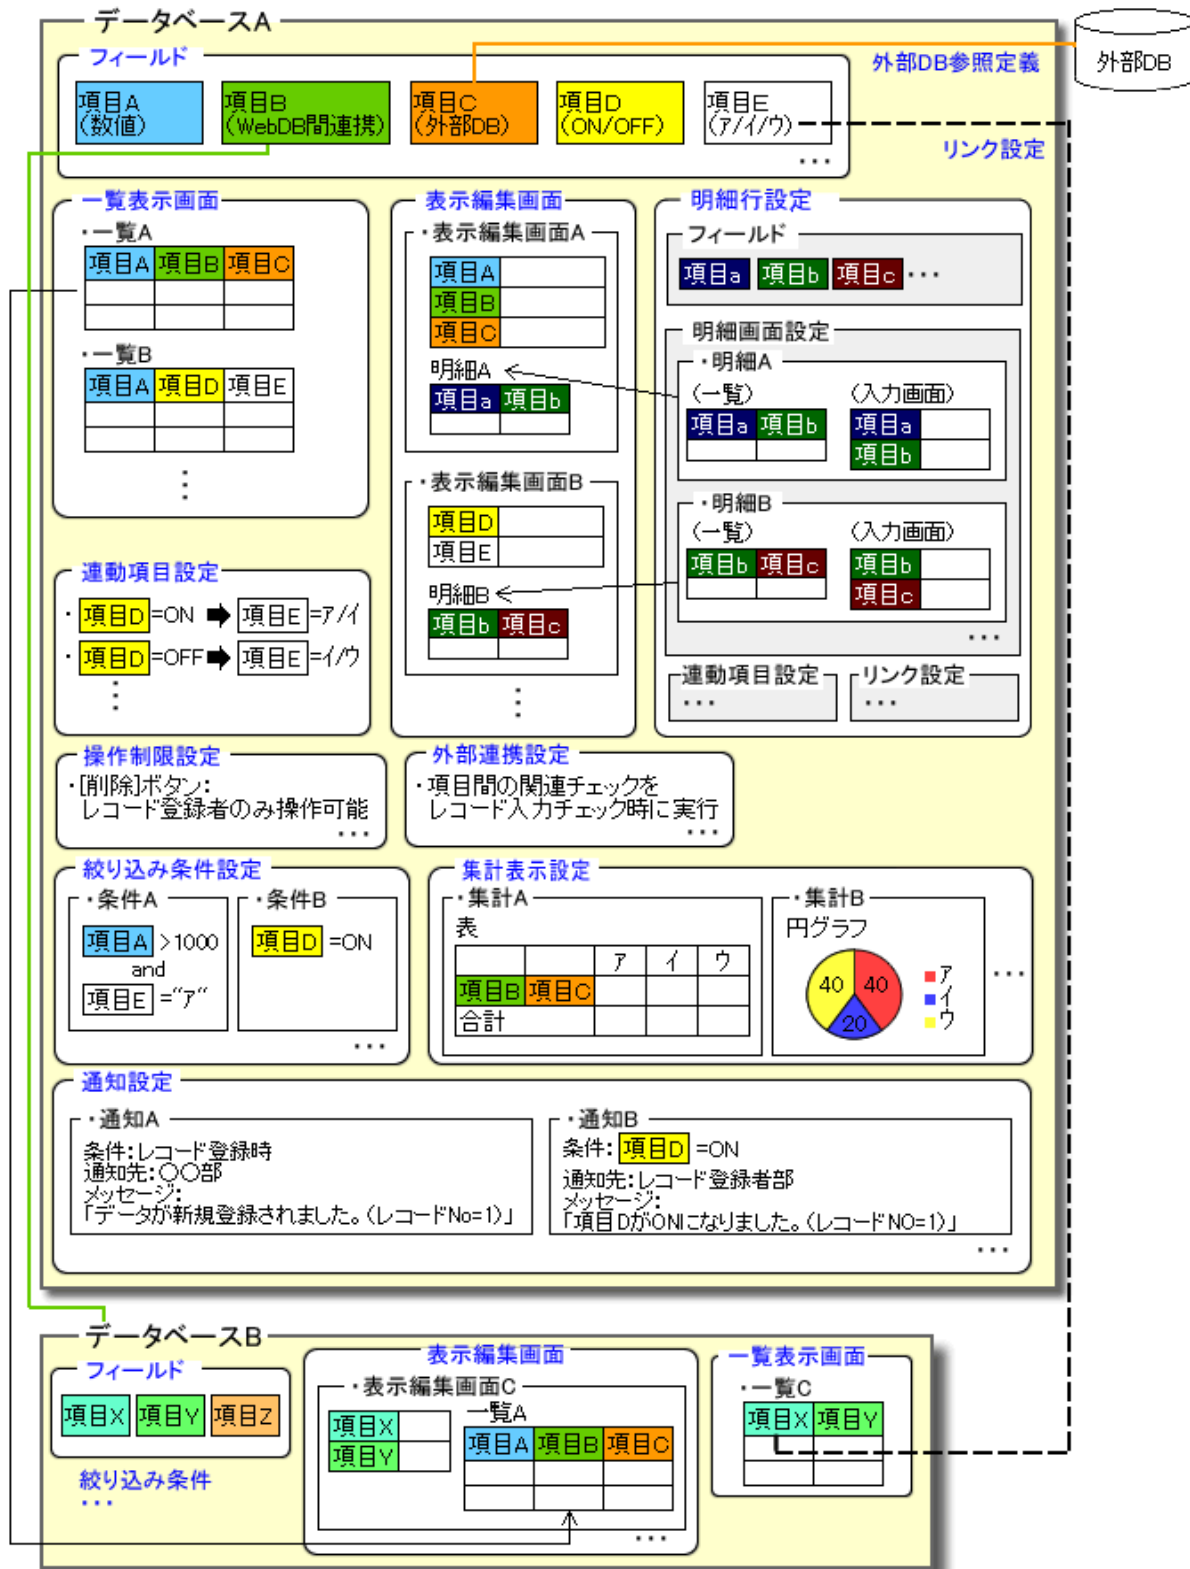 データベースA
外部DB
フィールド
外部DB参照定義
項目A
(数値)
項目B
(WebDB間連携)
項目C
(外部DB)
項目D
(ON/OFF)
項目E
(ア/イ/ウ)
・・・
リンク設定
一覧表示画面
・一覧A
項目A 項目B 項目C
・一覧B
項目A 項目D 項目E
⋮
表示編集画面
・表示編集画面A
項目A
項目B
項目C
明細A
項目a 項目b
・表示編集画面B
項目D
項目E
明細B
項目b 項目c
⋮
明細行設定
フィールド
項目a 項目b 項目c ・・・
明細画面設定
・明細A
(一覧) (入力画面)
項目a 項目b
項目a
項目b
・明細B
(一覧) (入力画面)
項目b 項目c
項目b
項目c
・・・
連動項目設定
・・・
リンク設定
・・・
連動項目設定
・項目D=ON ➡ 項目E=ア/イ
・項目D=OFF ➡ 項目E=イ/ウ
⋮
操作制限設定
・[削除]ボタン:
レコード登録者のみ操作可能
・・・
外部連携設定
・項目間の関連チェックを
レコード入力チェック時に実行
・・・
絞り込み条件設定
・条件A
項目A >1000
and
項目E =“ア“
・条件B
項目D =ON
・・・
集計表示設定
・集計A
表
ア イ ウ
項目B 項目C
合計
・集計B
円グラフ
40 40
20
ア
イ
ウ
・・・
通知設定
・通知A
条件:レコード登録時
通知先:〇〇部
メッセージ:
「データが新規登録されました。(レコードNo=1)」
・通知B
条件: 項目D =ON
通知先:レコード登録者部
メッセージ:
「項目DがONになりました。(レコードNO=1)」
・・・
データベースB
フィールド
項目X 項目Y 項目Z
絞り込み条件
・・・
表示編集画面
・表示編集画面C
項目X
項目Y
一覧A
項目A 項目B 項目C
・・・
一覧表示画面
・一覧C
項目X 項目Y